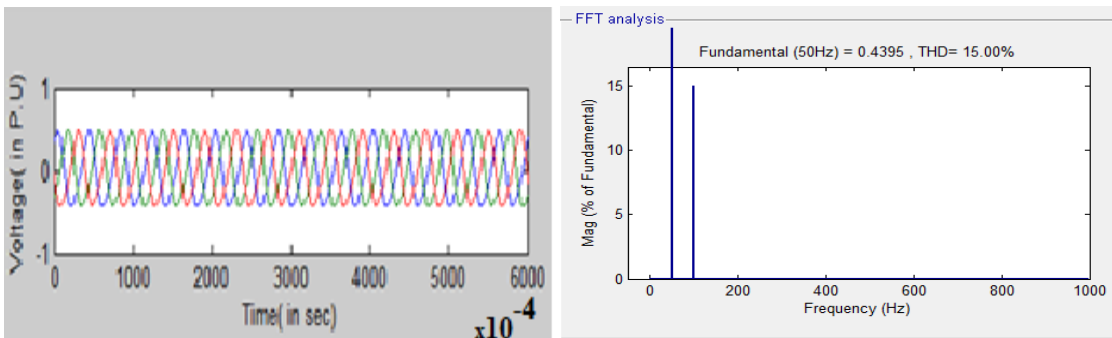 Voltage( in P.U)
1
0
-1
0 1000 2000 3000 4000 5000 6000
Time( in sec)
x10-4
FFT analysis
Fundamental (50Hz) = 0.4395 , THD= 15.00%
Mag (% of Fundamental)
15
10
5
0
0 200 400 600 800 1000
Frequency (Hz)